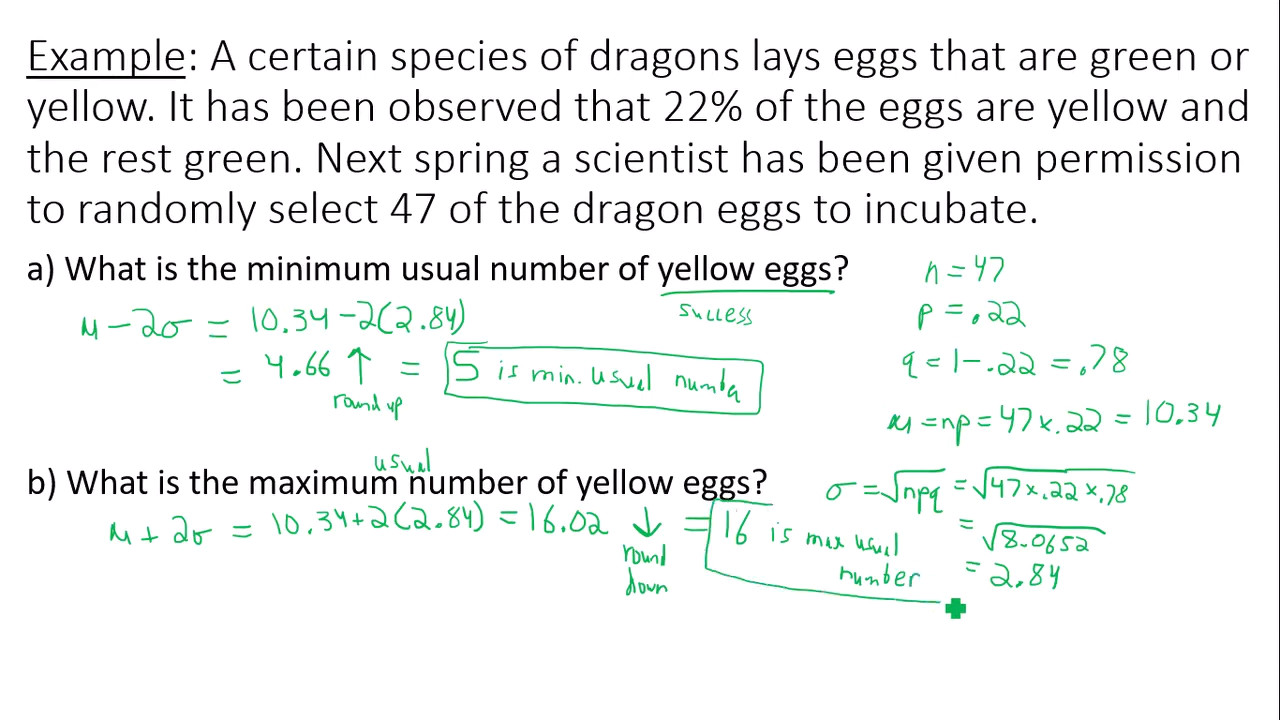 Example: A certain species of dragons lays eggs that are green or
yellow. It has been observed that 22% of the eggs are yellow and
the rest green. Next spring a scientist has been given permission
to randomly select 47 of the dragon eggs to incubate.
a) What is the minimum usual number of yellow eggs?
success
μ − 2σ = 10.34 − 2(2.84)
= 4.66 ↑ = 5 is min. usual number
round up
n = 47
p = .22
q = 1 − .22 = .78
μ = np = 47 × .22 = 10.34
usual
b) What is the maximum number of yellow eggs?
μ + 2σ = 10.34 + 2(2.84) = 16.02 ↓ = 16 is max usual
number
round
down
σ = √npq = √47 × .22 × .78
= √8.0652
= 2.84